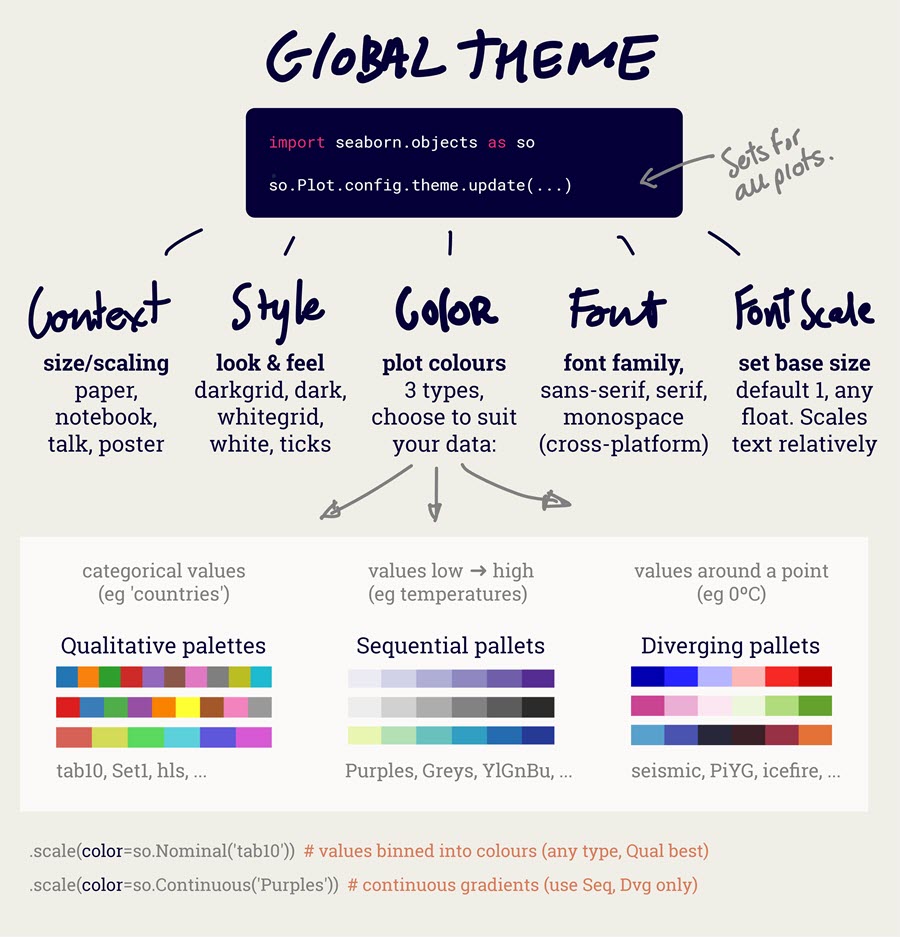 GLOBAL THEME
import seaborn.objects as so
so.Plot.config.theme.update(...)
Sets for
all plots.
Context
size/scaling
paper,
notebook,
talk, poster
Style
look & feel
darkgrid, dark,
whitegrid,
white, ticks
Color
plot colours
3 types,
choose to suit
your data:
Font
font family,
sans-serif, serif,
monospace
(cross-platform)
Font Scale
set base size
default 1, any
float. Scales
text relatively
categorical values
(eg 'countries')
Qualitative palettes
tab10, Set1, hls, ...
values low ➔ high
(eg temperatures)
Sequential pallets
Purples, Greys, YlGnBu, ...
values around a point
(eg 0ºC)
Diverging pallets
seismic, PiYG, icefire, ...
.scale(color=so.Nominal('tab10')) # values binned into colours (any type, Qual best)
.scale(color=so.Continuous('Purples')) # continuous gradients (use Seq, Dvg only)